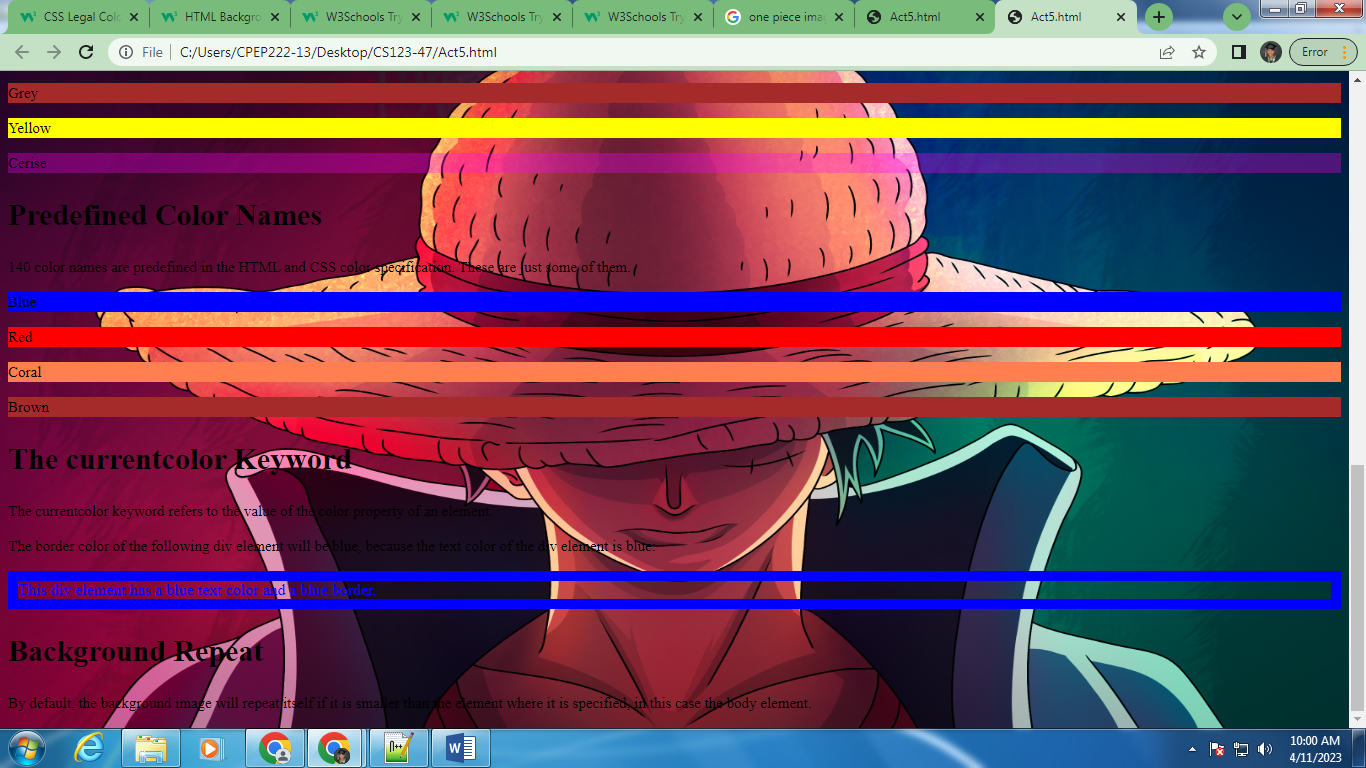 CSS Legal Colo
HTML Backgro
W3Schools Try
W3Schools Try
W3Schools Try
one piece ima
Act5.html
Act5.html
File
C:/Users/CPEP222-13/Desktop/CS123-47/Act5.html
Error
Grey
Yellow
Cerise
Predefined Color Names
140 color names are predefined in the HTML and CSS color specification. These are just some of them.
Blue
Red
Coral
Brown
The currentcolor Keyword
The currentcolor keyword refers to the value of the color property of an element.
The border color of the following div element will be blue, because the text color of the div element is blue:
This div element has a blue text color and a blue border.
Background Repeat
By default, the background image will repeat itself if it is smaller than the element where it is specified, in this case the body element.
10:00 AM
4/11/2023